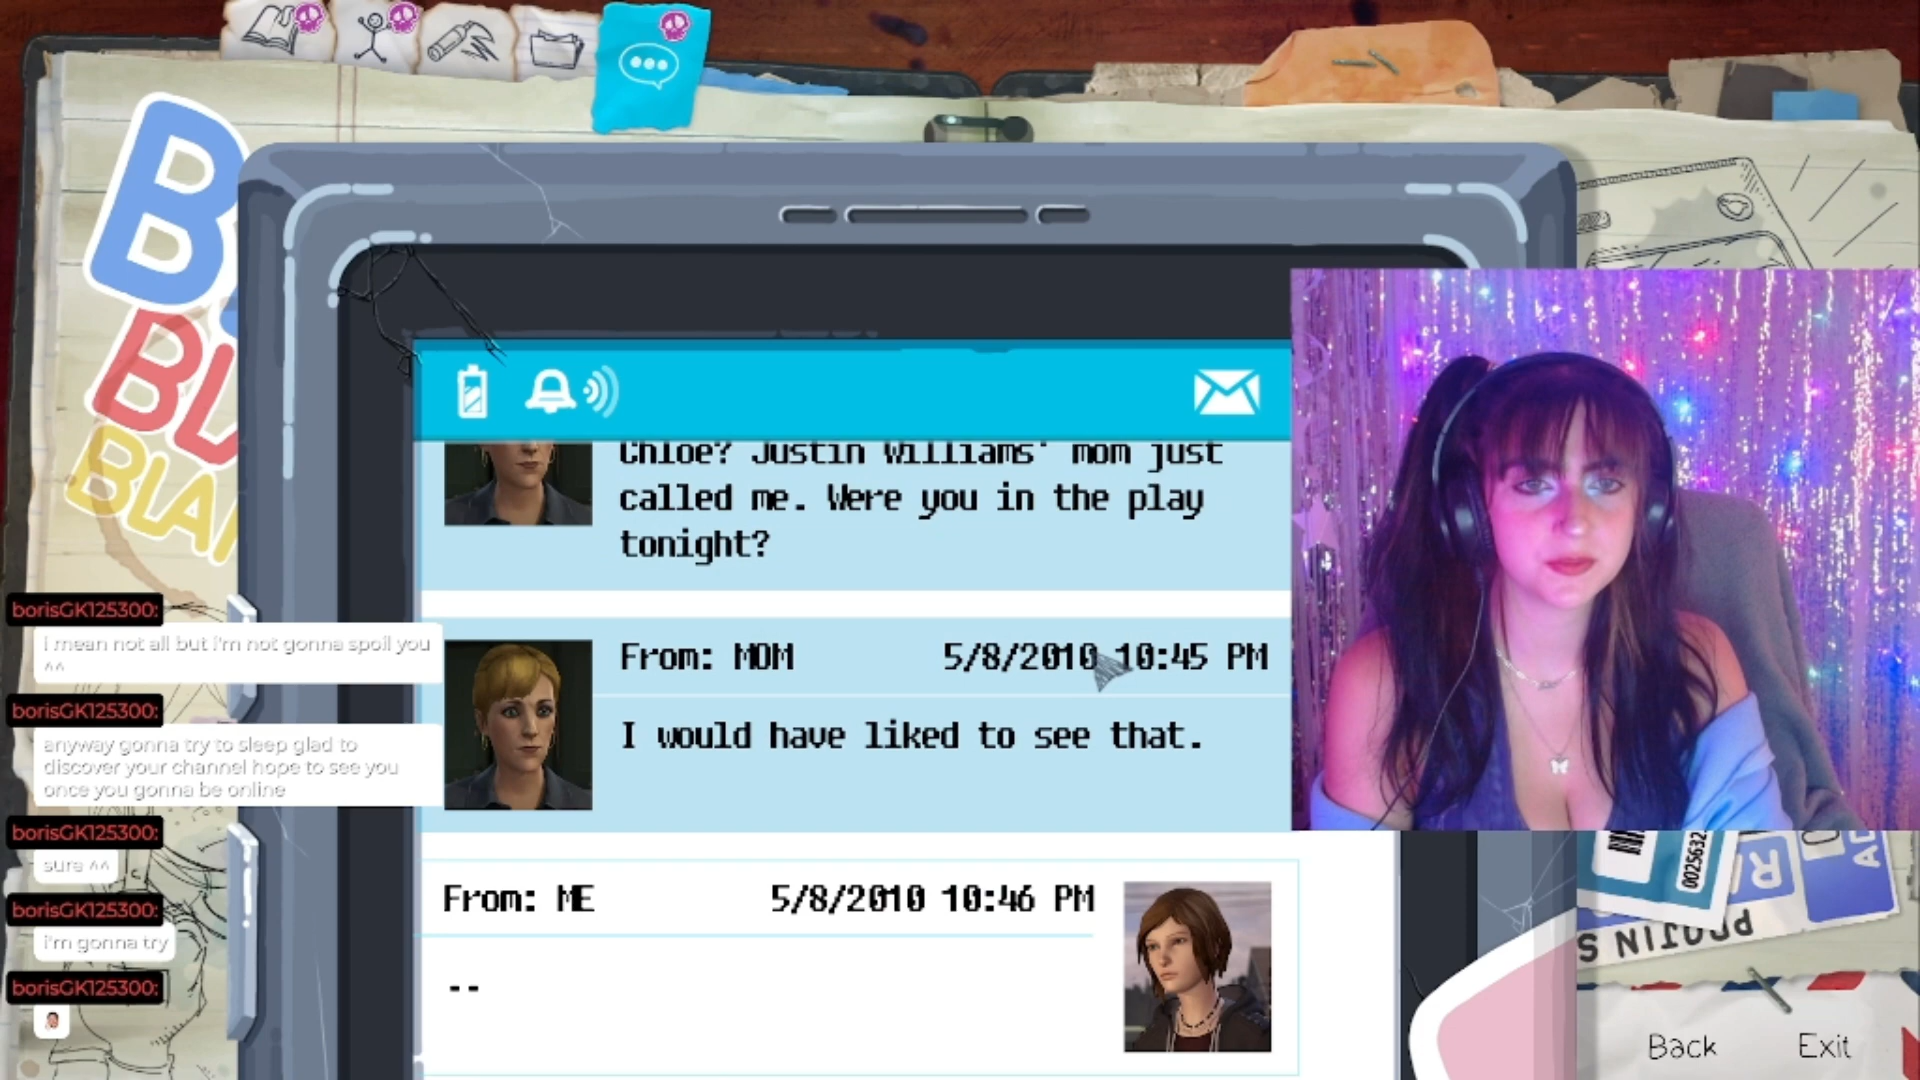 BL
BLA
Chloe? Justin Williams' mom just
called me. Were you in the play
tonight?
From: MOM 5/8/2010 10:45 PM
I would have liked to see that.
From: ME 5/8/2010 10:46 PM
--
borisGK125300:
i mean not all but i'm not gonna spoil you
^^
borisGK125300:
anyway gonna try to sleep glad to
discover your channel hope to see you
once you gonna be online
borisGK125300:
sure ^^
borisGK125300:
i'm gonna try
borisGK125300:
Back Exit